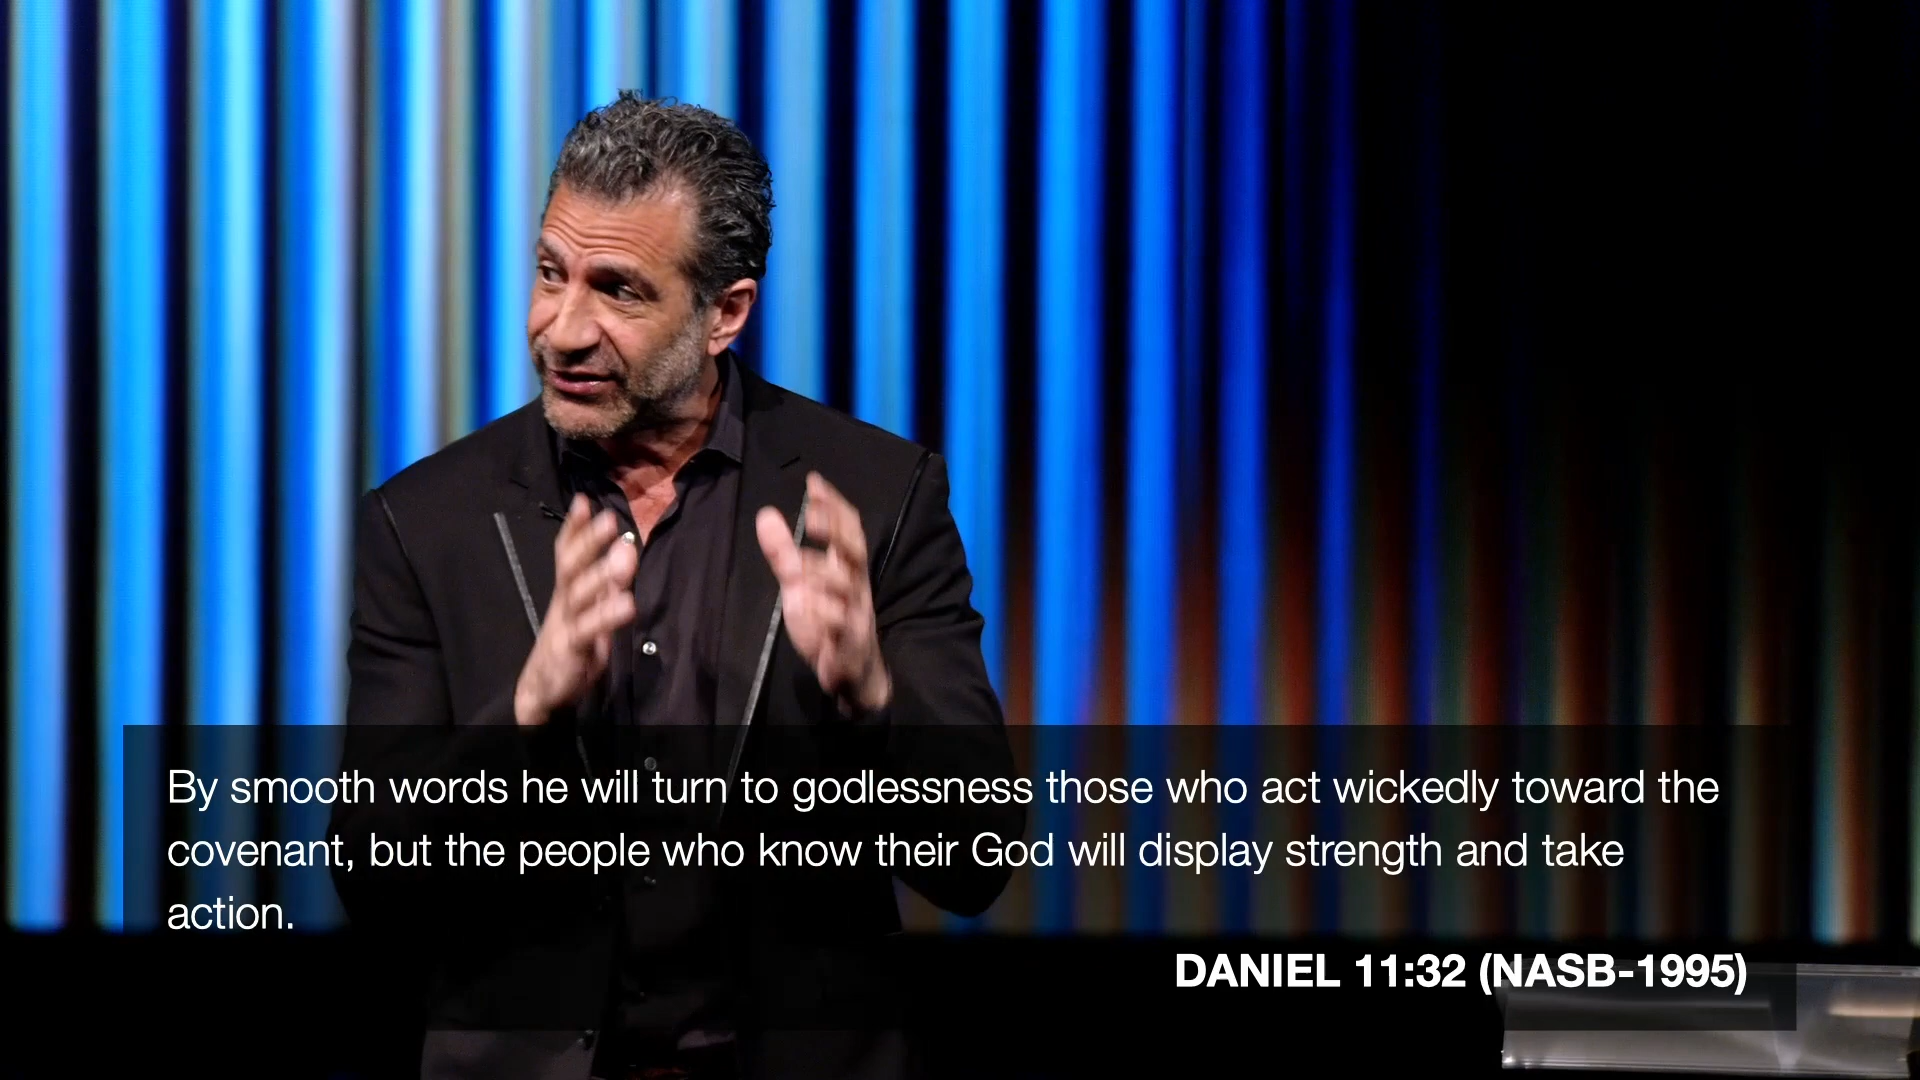 By smooth words he will turn to godlessness those who act wickedly toward the
covenant, but the people who know their God will display strength and take
action.
DANIEL 11:32 (NASB-1995)